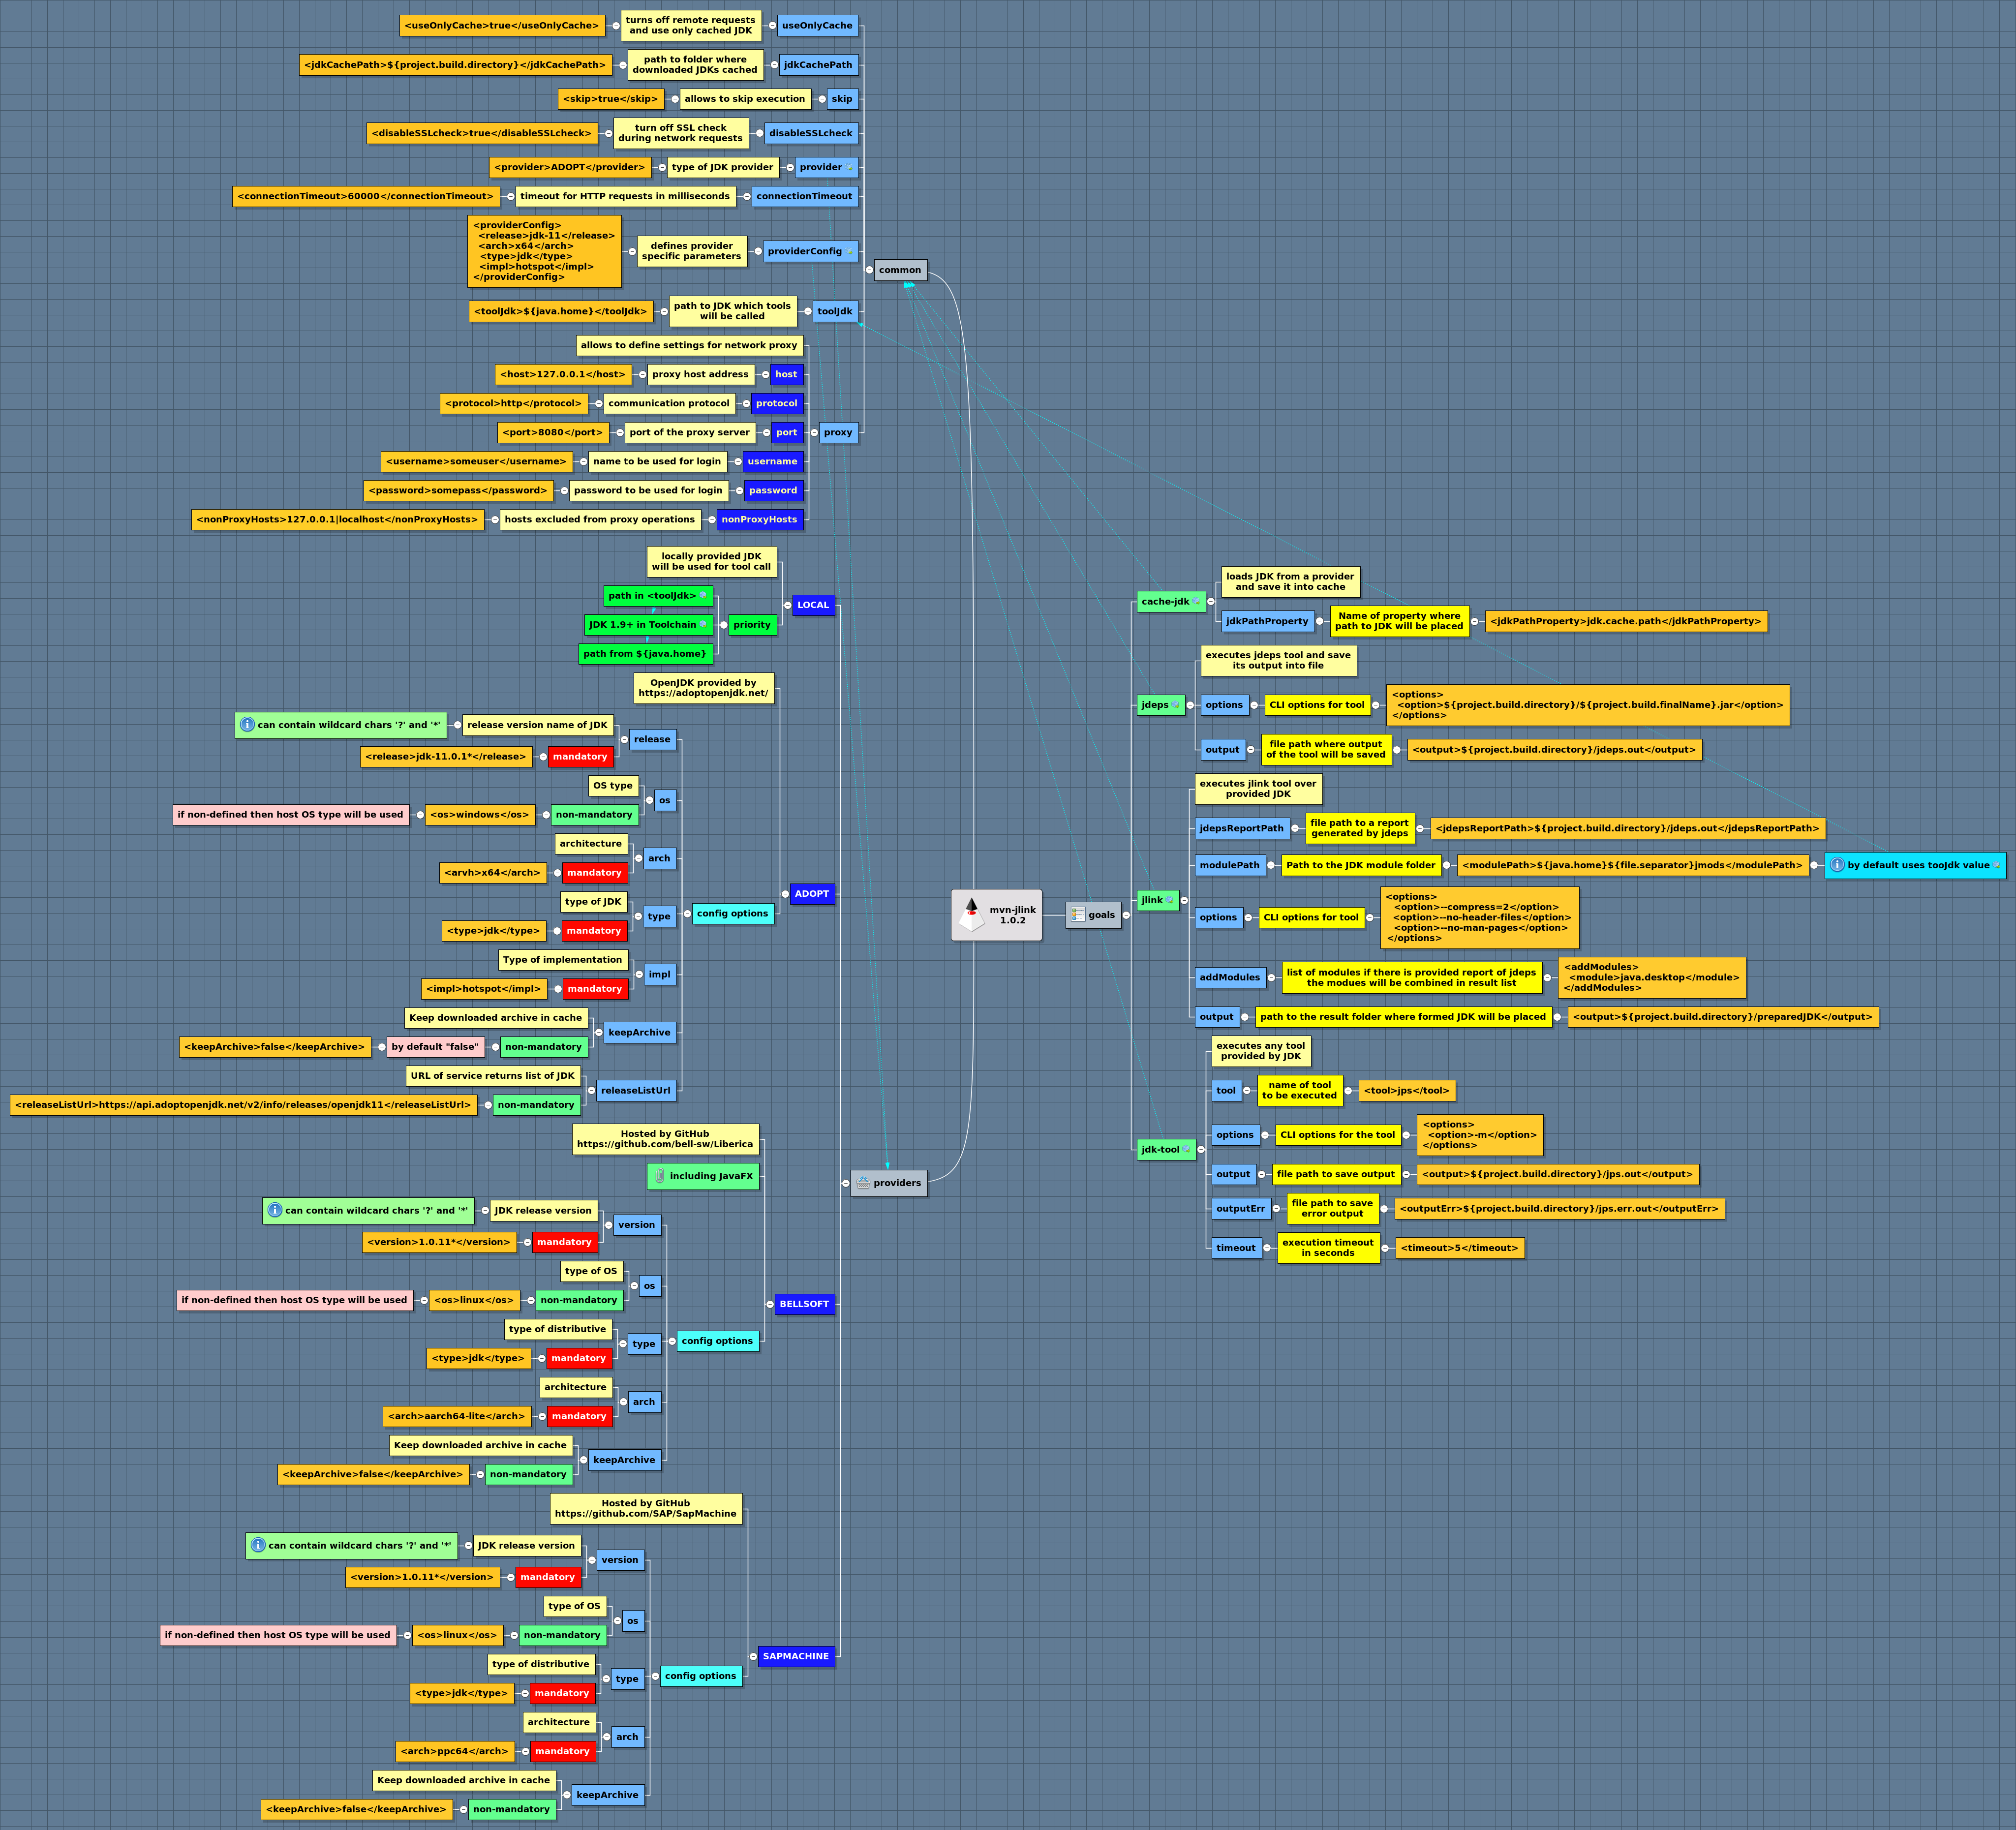 mvn-jlink
1.0.2
common
useOnlyCache
turns off remote requests
and use only cached JDK
<useOnlyCache>true</useOnlyCache>
jdkCachePath
path to folder where
downloaded JDKs cached
<jdkCachePath>${project.build.directory}</jdkCachePath>
skip
allows to skip execution
<skip>true</skip>
disableSSLcheck
turn off SSL check
during network requests
<disableSSLcheck>true</disableSSLcheck>
provider
type of JDK provider
<provider>ADOPT</provider>
connectionTimeout
timeout for HTTP requests in milliseconds
<connectionTimeout>60000</connectionTimeout>
providerConfig
defines provider
specific parameters
<providerConfig>
<release>jdk-11</release>
<arch>x64</arch>
<type>jdk</type>
<impl>hotspot</impl>
</providerConfig>
toolJdk
path to JDK which tools
will be called
<toolJdk>${java.home}</toolJdk>
proxy
allows to define settings for network proxy
host
proxy host address
<host>127.0.0.1</host>
protocol
communication protocol
<protocol>http</protocol>
port
port of the proxy server
<port>8080</port>
username
name to be used for login
<username>someuser</username>
password
password to be used for login
<password>somepass</password>
nonProxyHosts
hosts excluded from proxy operations
<nonProxyHosts>127.0.0.1|localhost</nonProxyHosts>
providers
LOCAL
locally provided JDK
will be used for tool call
priority
path in <toolJdk>
JDK 1.9+ in Toolchain
path from ${java.home}
ADOPT
OpenJDK provided by
https://adoptopenjdk.net/
config options
release
release version name of JDK
can contain wildcard chars '?' and '*'
mandatory
<release>jdk-11.0.1*</release>
os
OS type
non-mandatory
<os>windows</os>
if non-defined then host OS type will be used
arch
architecture
mandatory
<arvh>x64</arch>
type
type of JDK
mandatory
<type>jdk</type>
impl
Type of implementation
mandatory
<impl>hotspot</impl>
keepArchive
Keep downloaded archive in cache
non-mandatory
by default "false"
<keepArchive>false</keepArchive>
releaseListUrl
URL of service returns list of JDK
non-mandatory
<releaseListUrl>https://api.adoptopenjdk.net/v2/info/releases/openjdk11</releaseListUrl>
BELLSOFT
Hosted by GitHub
https://github.com/bell-sw/Liberica
including JavaFX
config options
version
JDK release version
can contain wildcard chars '?' and '*'
mandatory
<version>1.0.11*</version>
os
type of OS
non-mandatory
<os>linux</os>
if non-defined then host OS type will be used
type
type of distributive
mandatory
<type>jdk</type>
arch
architecture
mandatory
<arch>aarch64-lite</arch>
keepArchive
Keep downloaded archive in cache
non-mandatory
<keepArchive>false</keepArchive>
SAPMACHINE
Hosted by GitHub
https://github.com/SAP/SapMachine
config options
version
JDK release version
can contain wildcard chars '?' and '*'
mandatory
<version>1.0.11*</version>
os
type of OS
non-mandatory
<os>linux</os>
if non-defined then host OS type will be used
type
type of distributive
mandatory
<type>jdk</type>
arch
architecture
mandatory
<arch>ppc64</arch>
keepArchive
Keep downloaded archive in cache
non-mandatory
<keepArchive>false</keepArchive>
goals
cache-jdk
loads JDK from a provider
and save it into cache
jdkPathProperty
Name of property where
path to JDK will be placed
<jdkPathProperty>jdk.cache.path</jdkPathProperty>
jdeps
executes jdeps tool and save
its output into file
options
CLI options for tool
<options>
<option>${project.build.directory}/${project.build.finalName}.jar</option>
</options>
output
file path where output
of the tool will be saved
<output>${project.build.directory}/jdeps.out</output>
jlink
executes jlink tool over
provided JDK
jdepsReportPath
file path to a report
generated by jdeps
<jdepsReportPath>${project.build.directory}/jdeps.out</jdepsReportPath>
modulePath
Path to the JDK module folder
<modulePath>${java.home}${file.separator}jmods</modulePath>
by default uses tooJdk value
options
CLI options for tool
<options>
<option>--compress=2</option>
<option>--no-header-files</option>
<option>--no-man-pages</option>
</options>
addModules
list of modules if there is provided report of jdeps
the modues will be combined in result list
<addModules>
<module>java.desktop</module>
</addModules>
output
path to the result folder where formed JDK will be placed
<output>${project.build.directory}/preparedJDK</output>
jdk-tool
executes any tool
provided by JDK
tool
name of tool
to be executed
<tool>jps</tool>
options
CLI options for the tool
<options>
<option>-m</option>
</options>
output
file path to save output
<output>${project.build.directory}/jps.out</output>
outputErr
file path to save
error output
<outputErr>${project.build.directory}/jps.err.out</outputErr>
timeout
execution timeout
in seconds
<timeout>5</timeout>